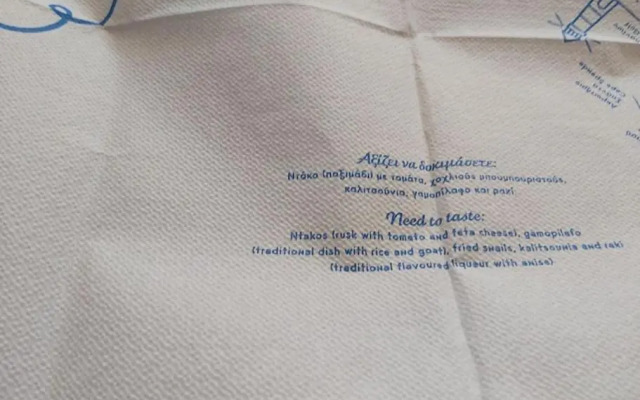 Αξίζει να δοκιμάσετε:
Ντάκο (παξιμάδι) με τομάτα, χοχλιούς μπουμπουριστούς,
καλιτσούνια, γαμοπίλαφο και ρακί
Need to taste:
Ntakos (rusk with tomato and feta cheese), gamopilafo
(traditional dish with rice and goat), fried snails, kalitsounia and raki
(traditional flavoured liqueur with anise)